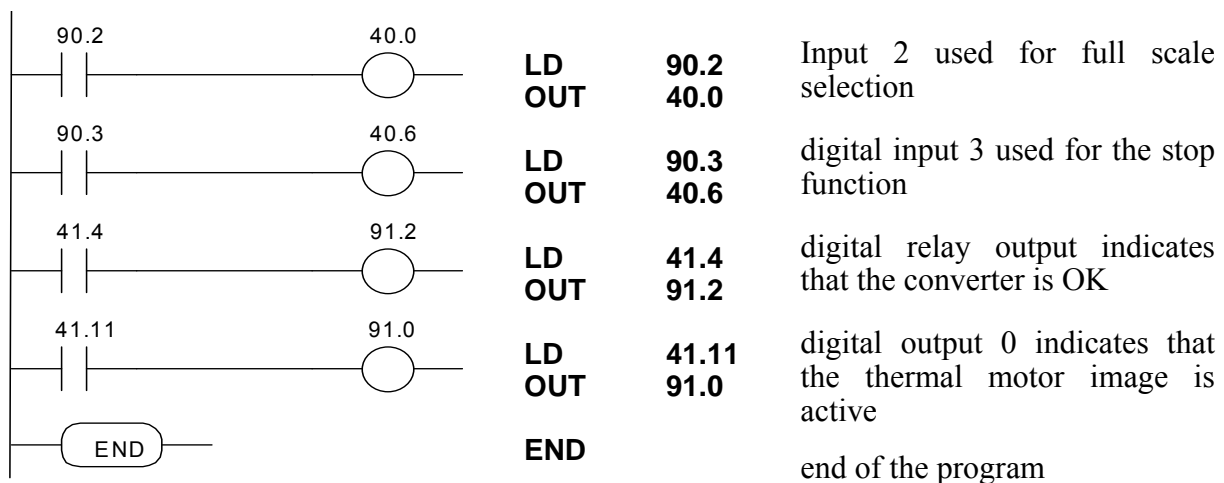 90.2 40.0
LD 90.2 Input 2 used for full scale
OUT 40.0 selection
90.3 40.6
LD 90.3 digital input 3 used for the stop
OUT 40.6 function
41.4 91.2
LD 41.4 digital relay output indicates
OUT 91.2 that the converter is OK
41.11 91.0
LD 41.11 digital output 0 indicates that
OUT 91.0 the thermal motor image is
active
END END
end of the program